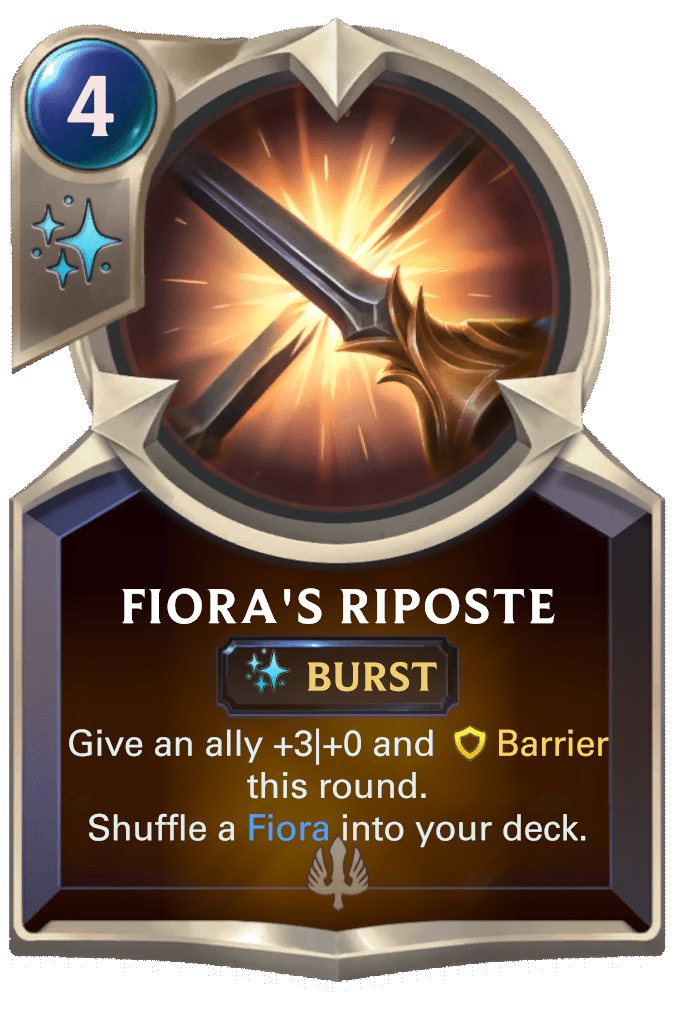 4
FIORA'S RIPOSTE
BURST
Give an ally +3|+0 and Barrier
this round.
Shuffle a Fiora into your deck.